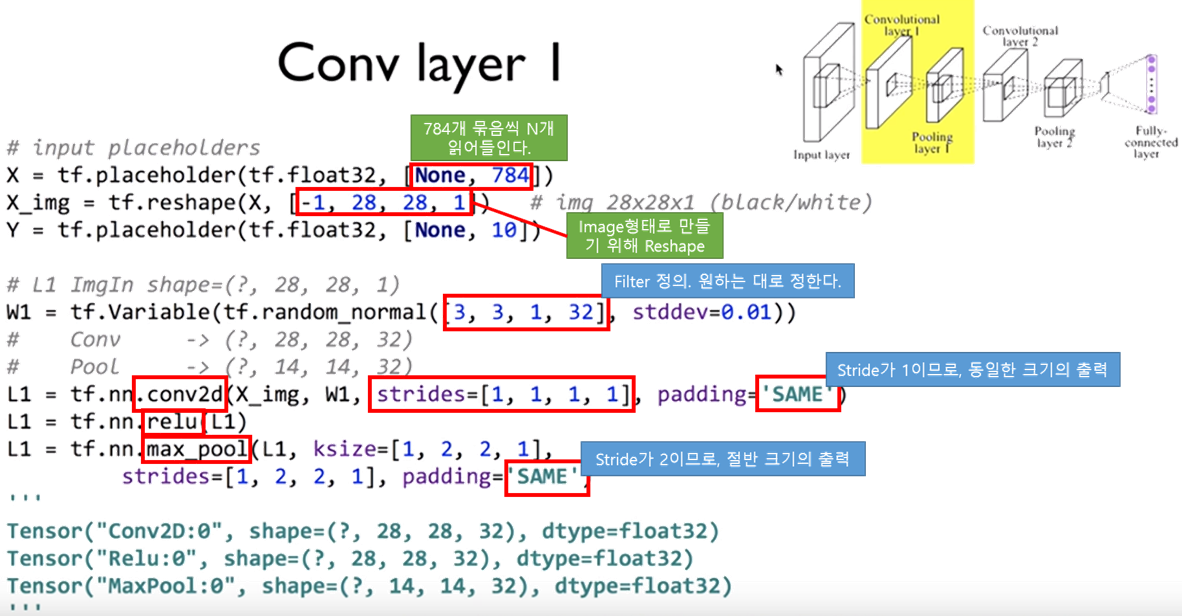 Conv layer 1
Convolutional
layer 1
Convolutional
layer 2
Input layer
Pooling
layer 1
Pooling
layer 2
Fully-
connected
layer
784개 묶음씩 N개
읽어들인다.
# input placeholders
X = tf.placeholder(tf.float32, [None, 784])
X_img = tf.reshape(X, [-1, 28, 28, 1])   # img 28x28x1 (black/white)
Y = tf.placeholder(tf.float32, [None, 10])
Image형태로 만들
기 위해 Reshape
# L1 ImgIn shape=(?, 28, 28, 1)
Filter 정의. 원하는 대로 정한다.
W1 = tf.Variable(tf.random_normal([3, 3, 1, 32], stddev=0.01))
#    Conv     -> (?, 28, 28, 32)
#    Pool     -> (?, 14, 14, 32)
Stride가 1이므로, 동일한 크기의 출력
L1 = tf.nn.conv2d(X_img, W1, strides=[1, 1, 1, 1], padding='SAME')
L1 = tf.nn.relu(L1)
L1 = tf.nn.max_pool(L1, ksize=[1, 2, 2, 1],
Stride가 2이므로, 절반 크기의 출력
strides=[1, 2, 2, 1], padding='SAME')
'''
Tensor("Conv2D:0", shape=(?, 28, 28, 32), dtype=float32)
Tensor("Relu:0", shape=(?, 28, 28, 32), dtype=float32)
Tensor("MaxPool:0", shape=(?, 14, 14, 32), dtype=float32)
'''